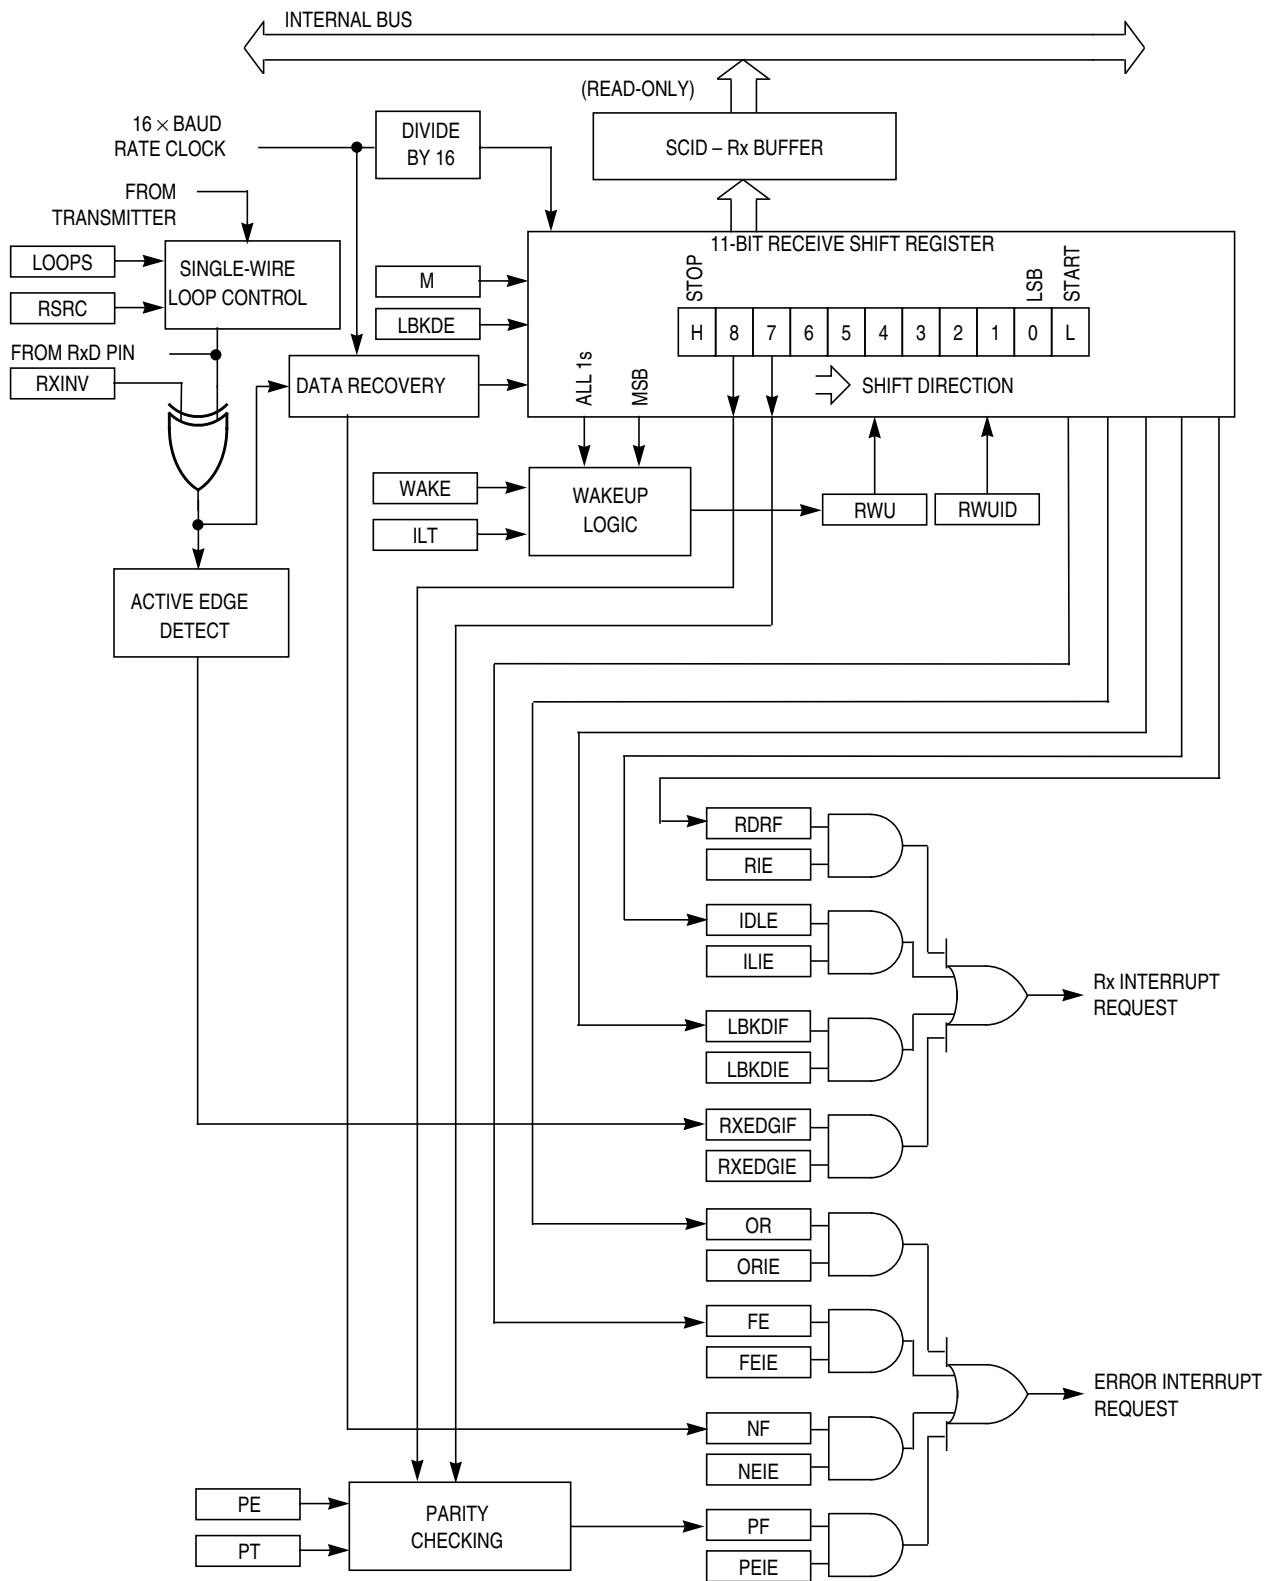 INTERNAL BUS
(READ-ONLY)
16 × BAUD
RATE CLOCK
DIVIDE
BY 16
SCID – Rx BUFFER
FROM
TRANSMITTER
11-BIT RECEIVE SHIFT REGISTER
LOOPS
RSRC
SINGLE-WIRE
LOOP CONTROL
M
LBKDE
STOP
LSB
START
H 8 7 6 5 4 3 2 1 0 L
FROM RxD PIN
RXINV
DATA RECOVERY
ALL 1s
MSB
SHIFT DIRECTION
WAKE
ILT
WAKEUP
LOGIC
RWU
RWUID
ACTIVE EDGE
DETECT
RDRF
RIE
IDLE
ILIE
Rx INTERRUPT
REQUEST
LBKDIF
LBKDIE
RXEDGIF
RXEDGIE
OR
ORIE
FE
FEIE
ERROR INTERRUPT
REQUEST
NF
NEIE
PE
PT
PARITY
CHECKING
PF
PEIE